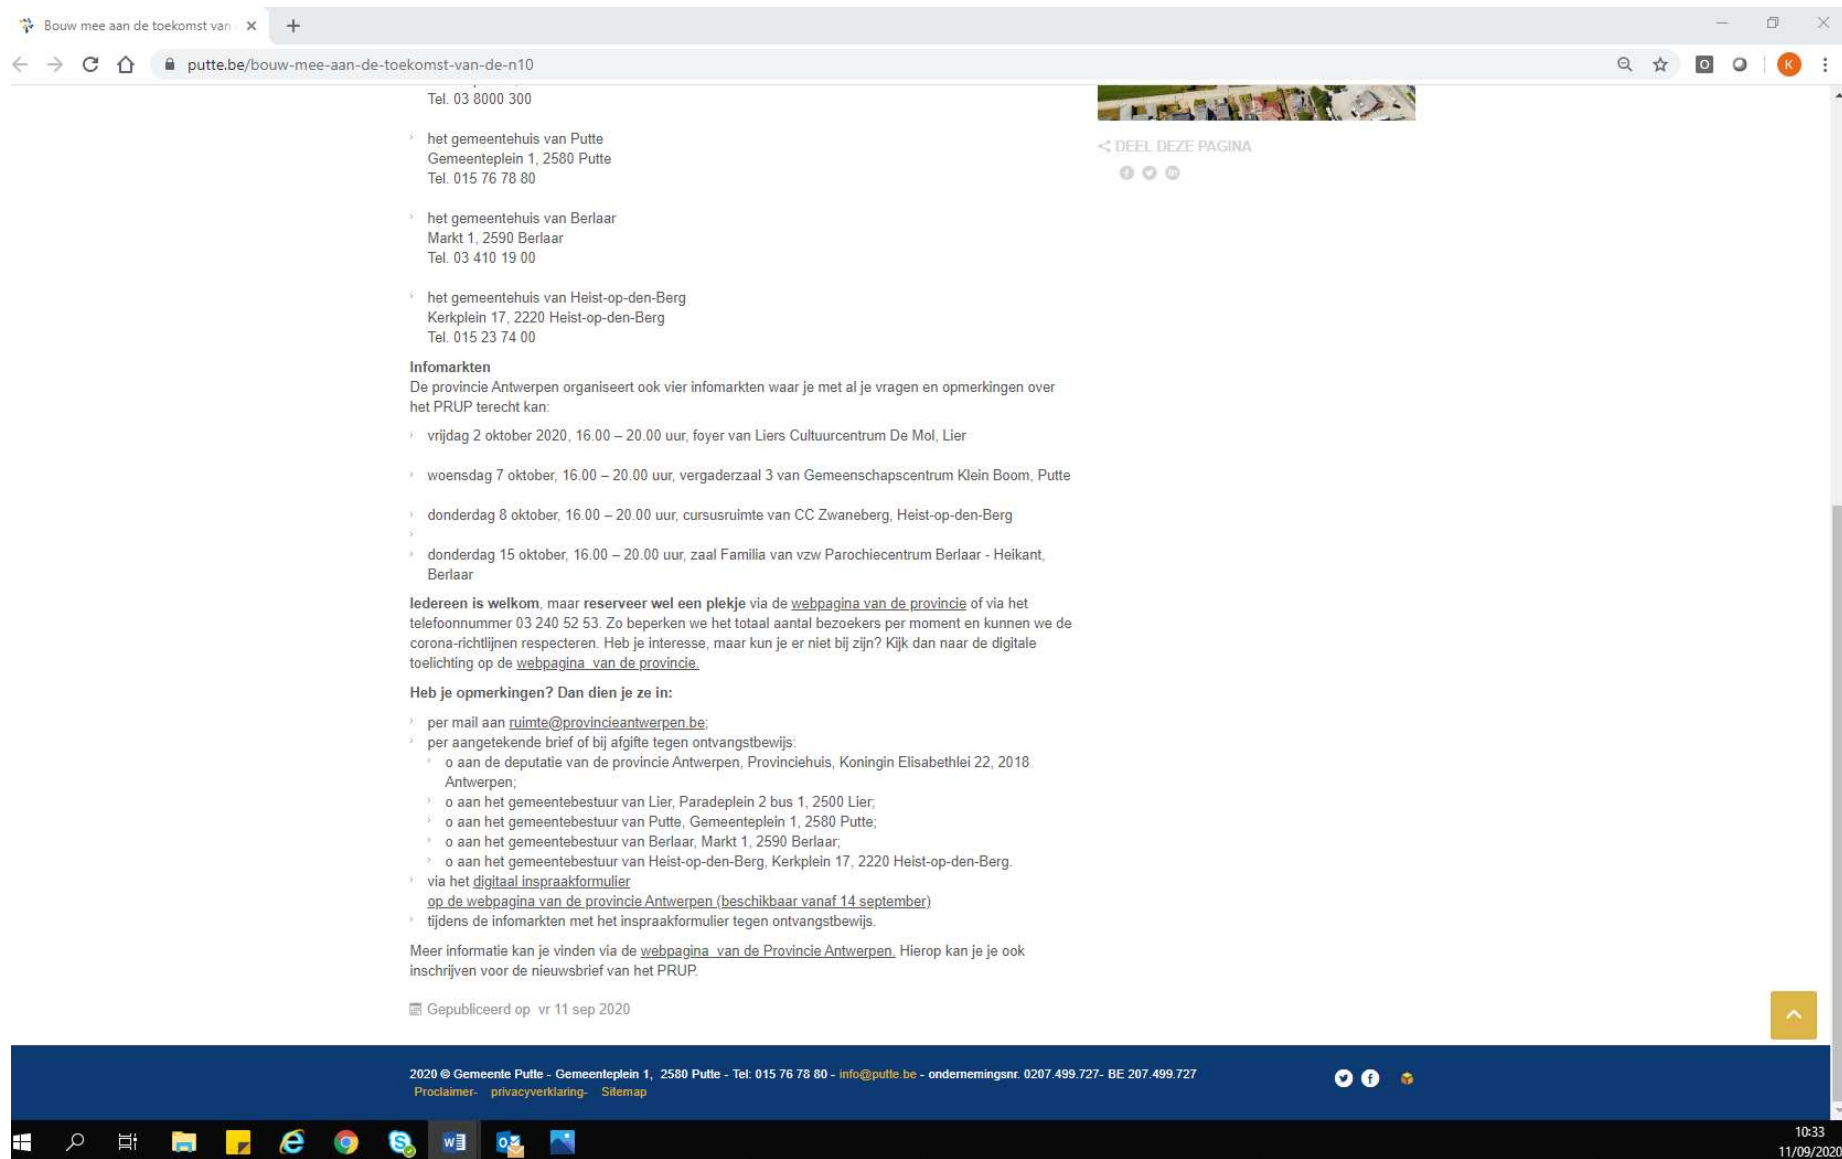 Bouw mee aan de toekomst van
putte.be/bouw-mee-aan-de-toekomst-van-de-n10
K
Tel. 03 8000 300
het gemeentehuis van Putte
Gemeenteplein 1, 2580 Putte
Tel. 015 76 78 80
het gemeentehuis van Berlaar
Markt 1, 2590 Berlaar
Tel. 03 410 19 00
het gemeentehuis van Heist-op-den-Berg
Kerkplein 17, 2220 Heist-op-den-Berg
Tel. 015 23 74 00
DEEL DEZE PAGINA
Infomarkten
De provincie Antwerpen organiseert ook vier infomarkten waar je met al je vragen en opmerkingen over
het PRUP terecht kan:
vrijdag 2 oktober 2020, 16.00 – 20.00 uur, foyer van Liers Cultuurcentrum De Mol, Lier
woensdag 7 oktober, 16.00 – 20.00 uur, vergaderzaal 3 van Gemeenschapscentrum Klein Boom, Putte
donderdag 8 oktober, 16.00 – 20.00 uur, cursusruimte van CC Zwaneberg, Heist-op-den-Berg
donderdag 15 oktober, 16.00 – 20.00 uur, zaal Familia van vzw Parochiecentrum Berlaar - Heikant,
Berlaar
Iedereen is welkom, maar reserveer wel een plekje via de webpagina van de provincie of via het
telefoonnummer 03 240 52 53. Zo beperken we het totaal aantal bezoekers per moment en kunnen we de
corona-richtlijnen respecteren. Heb je interesse, maar kun je er niet bij zijn? Kijk dan naar de digitale
toelichting op de webpagina van de provincie.
Heb je opmerkingen? Dan dien je ze in:
per mail aan ruimte@provincieantwerpen.be;
per aangetekende brief of bij afgifte tegen ontvangstbewijs:
o aan de deputatie van de provincie Antwerpen, Provinciehuis, Koningin Elisabethlei 22, 2018
Antwerpen;
o aan het gemeentebestuur van Lier, Paradeplein 2 bus 1, 2500 Lier;
o aan het gemeentebestuur van Putte, Gemeenteplein 1, 2580 Putte;
o aan het gemeentebestuur van Berlaar, Markt 1, 2590 Berlaar;
o aan het gemeentebestuur van Heist-op-den-Berg, Kerkplein 17, 2220 Heist-op-den-Berg.
via het digitaal inspraakformulier
op de webpagina van de provincie Antwerpen (beschikbaar vanaf 14 september)
tijdens de infomarkten met het inspraakformulier tegen ontvangstbewijs.
Meer informatie kan je vinden via de webpagina van de Provincie Antwerpen. Hierop kan je je ook
inschrijven voor de nieuwsbrief van het PRUP.
Gepubliceerd op vr 11 sep 2020
2020 © Gemeente Putte - Gemeenteplein 1, 2580 Putte - Tel: 015 76 78 80 - info@putte.be - ondernemingsnr. 0207.499.727- BE 207.499.727
Proclaimer- privacyverklaring- Sitemap
10:33
11/09/2020